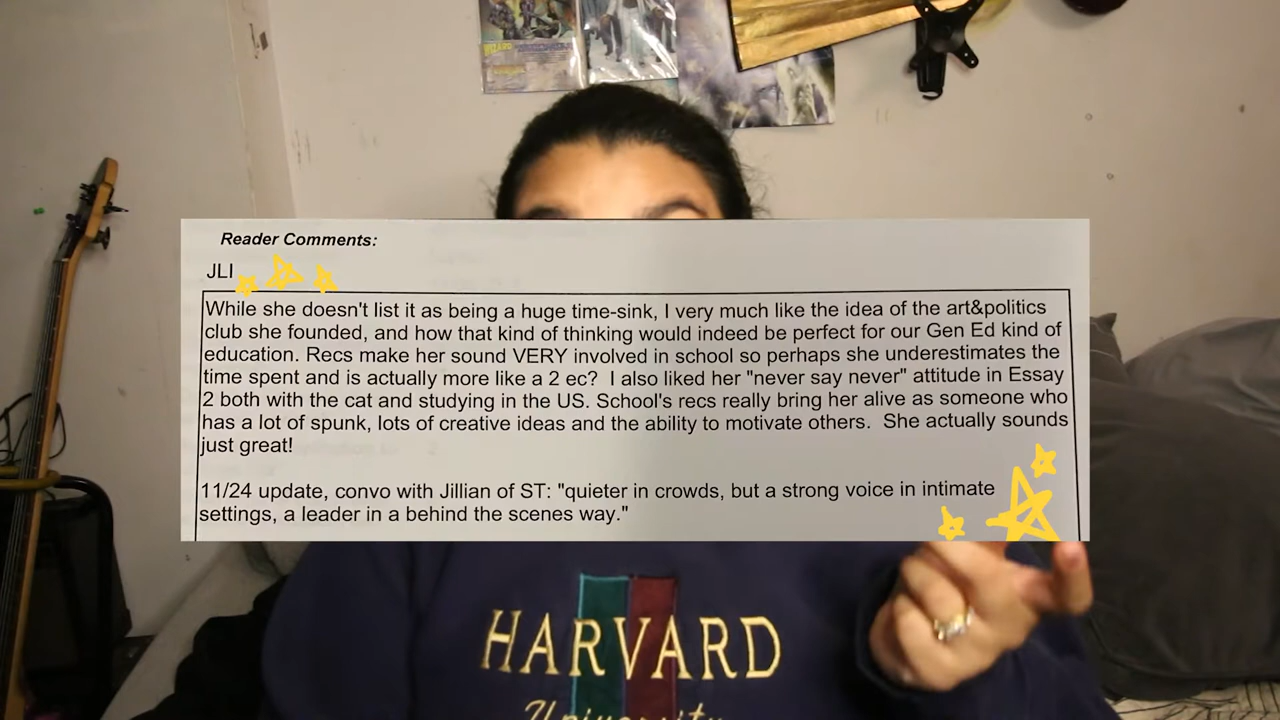 WIZARD
Reader Comments:
JLI
While she doesn't list it as being a huge time-sink, I very much like the idea of the art&politics
club she founded, and how that kind of thinking would indeed be perfect for our Gen Ed kind of
education. Recs make her sound VERY involved in school so perhaps she underestimates the
time spent and is actually more like a 2 ec?  I also liked her "never say never" attitude in Essay
2 both with the cat and studying in the US. School's recs really bring her alive as someone who
has a lot of spunk, lots of creative ideas and the ability to motivate others.  She actually sounds
just great!
11/24 update, convo with Jillian of ST: "quieter in crowds, but a strong voice in intimate
settings, a leader in a behind the scenes way."
HARVARD
University